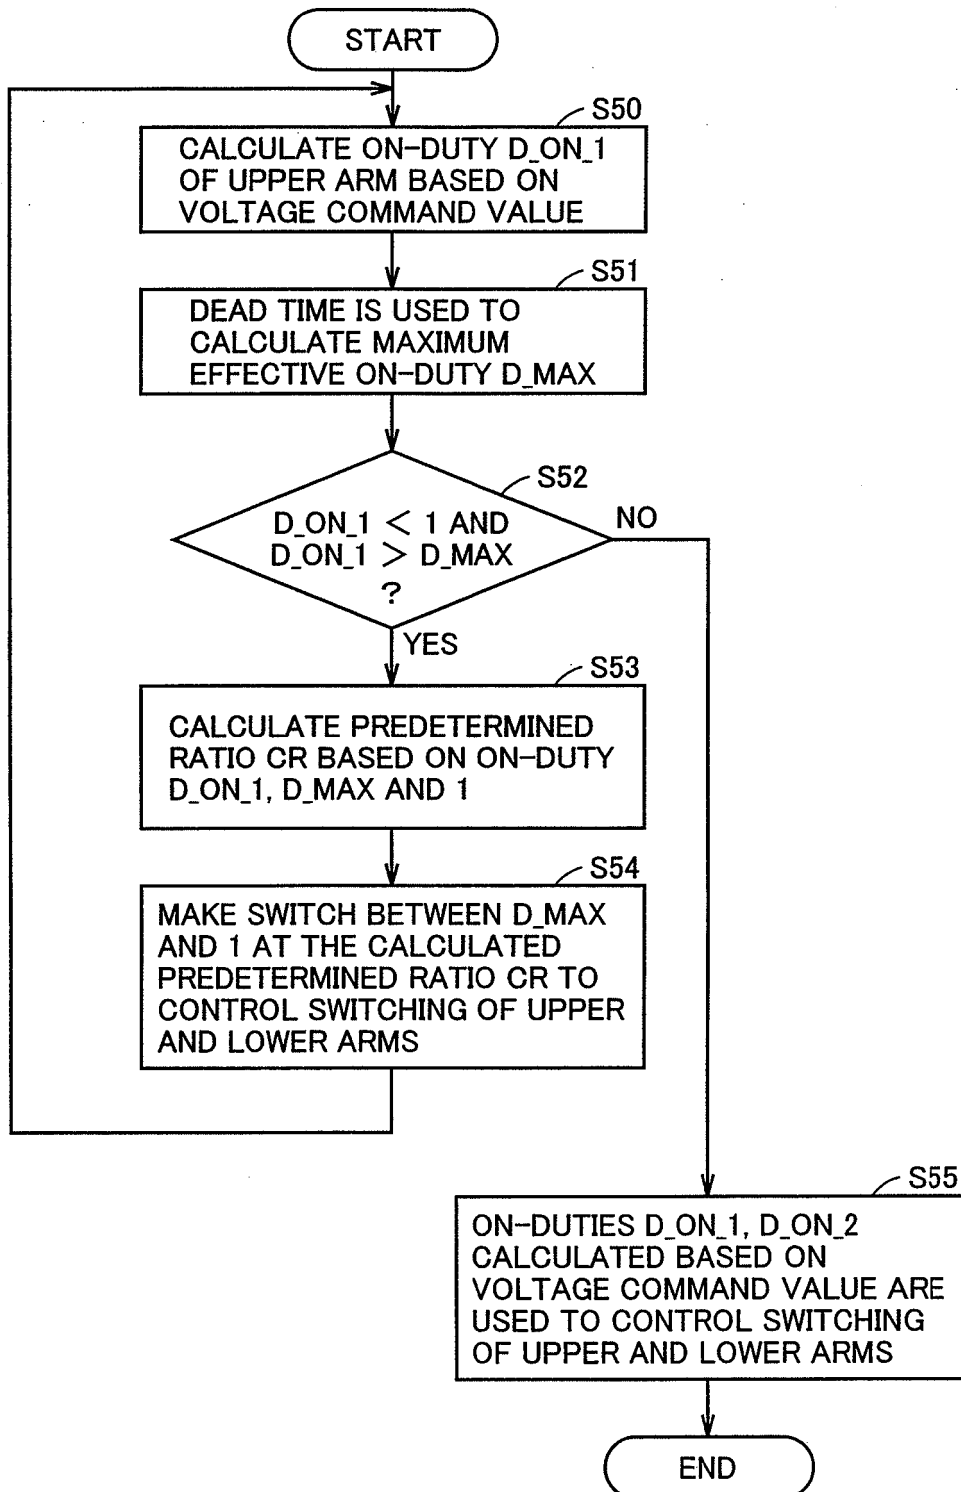 START
S50
CALCULATE ON-DUTY D_ON_1
OF UPPER ARM BASED ON
VOLTAGE COMMAND VALUE
S51
DEAD TIME IS USED TO
CALCULATE MAXIMUM
EFFECTIVE ON-DUTY D_MAX
S52
D_ON_1 < 1 AND
D_ON_1 > D_MAX
?
NO
YES
S53
CALCULATE PREDETERMINED
RATIO CR BASED ON ON-DUTY
D_ON_1, D_MAX AND 1
S54
MAKE SWITCH BETWEEN D_MAX
AND 1 AT THE CALCULATED
PREDETERMINED RATIO CR TO
CONTROL SWITCHING OF UPPER
AND LOWER ARMS
S55
ON-DUTIES D_ON_1, D_ON_2
CALCULATED BASED ON
VOLTAGE COMMAND VALUE ARE
USED TO CONTROL SWITCHING
OF UPPER AND LOWER ARMS
END